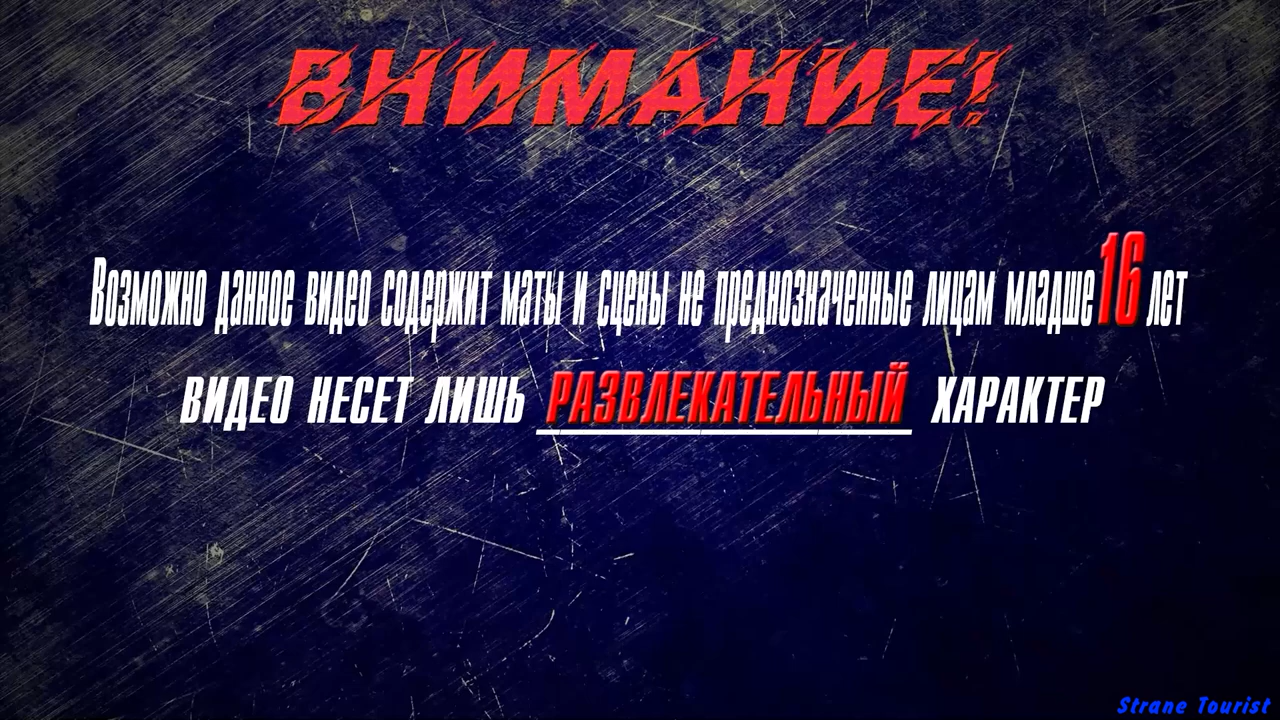 ВНИМАНИЕ!
Возможно данное видео содержит маты и сцены не преднозначенные лицам младше 16 лет
ВИДЕО НЕСЕТ ЛИШЬ РАЗВЛЕКАТЕЛЬНЫЙ ХАРАКТЕР
Strane Tourist